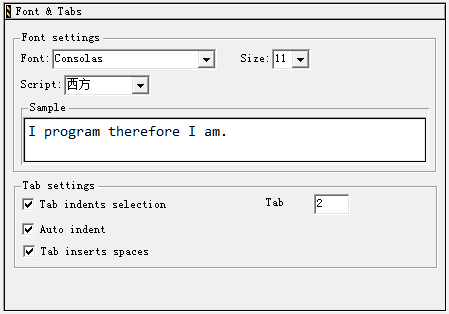 Font & Tabs
Font settings
Font: Consolas Size: 11
Script: 西方
Sample
I program therefore I am.
Tab settings
Tab indents selection Tab 2
Auto indent
Tab inserts spaces